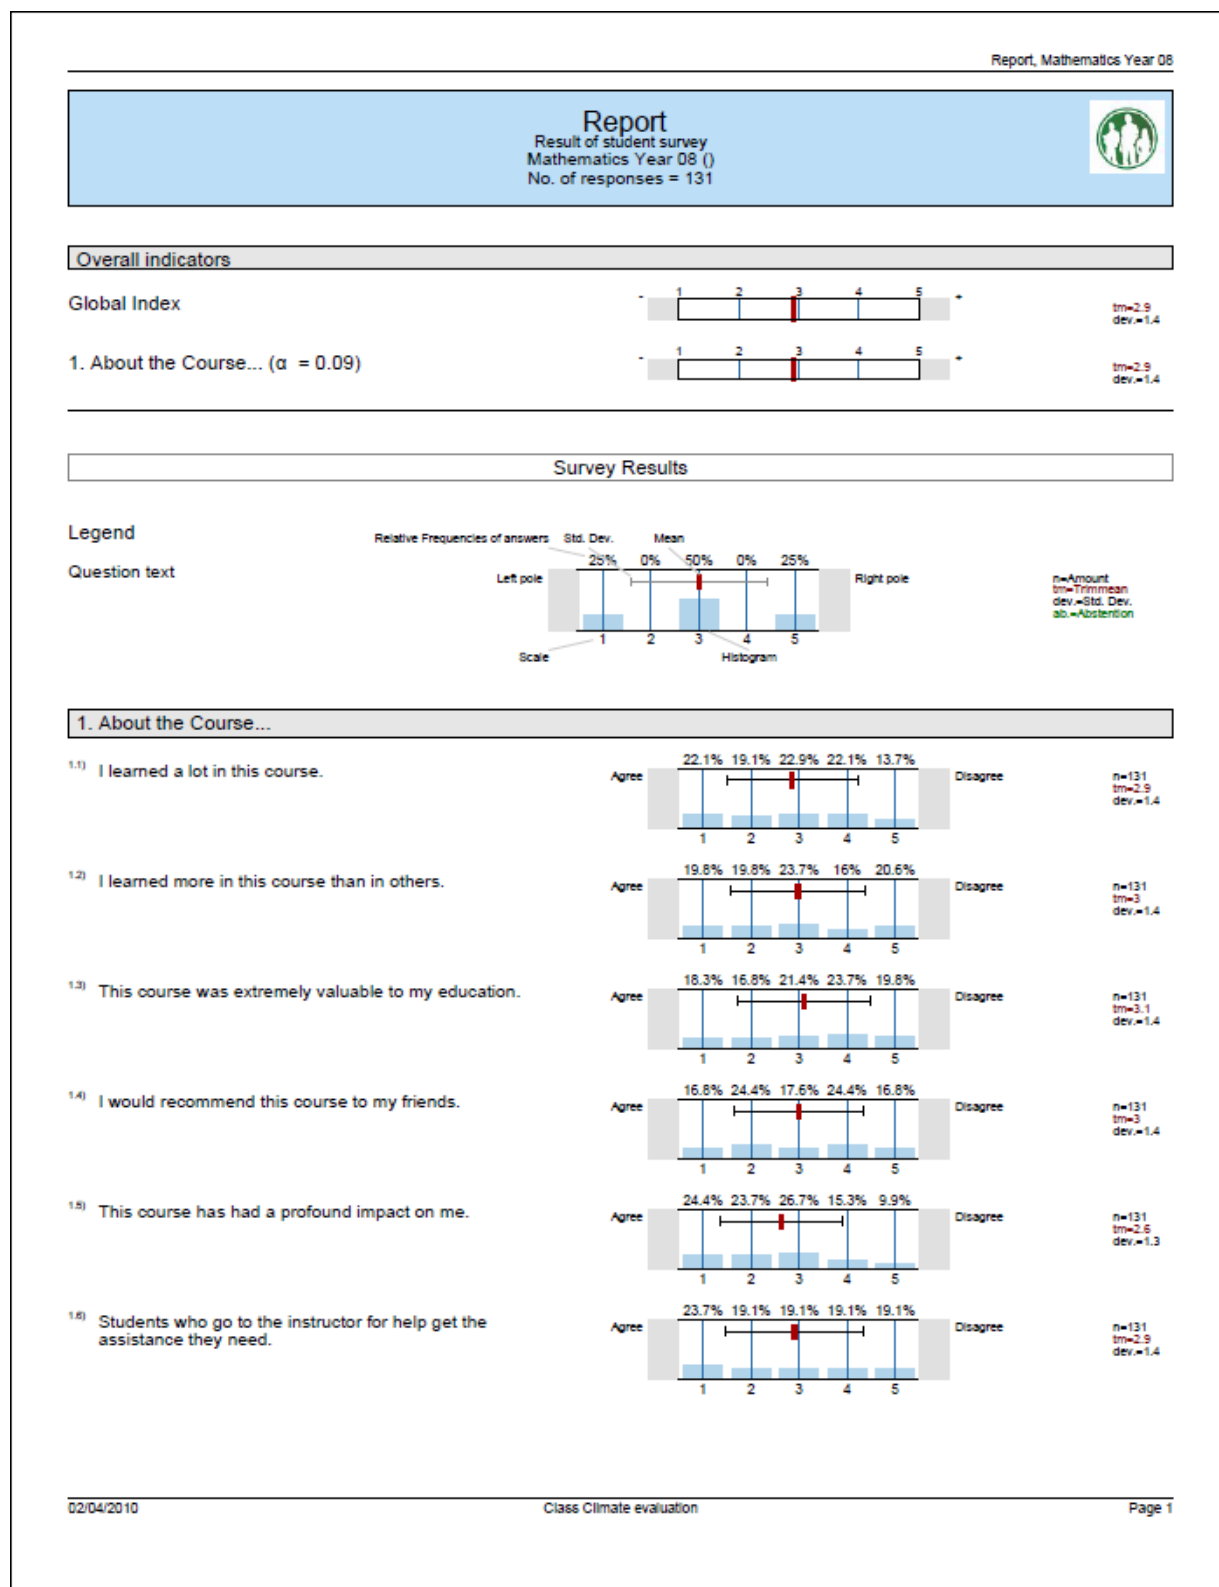 Report, Mathematics Year 08
Report
Result of student survey
Mathematics Year 08 ()
No. of responses = 131
Overall indicators
Global Index
- 1 2 3 4 5 +
tm=2.9
dev.=1.4
1. About the Course... (α = 0.09)
- 1 2 3 4 5 +
tm=2.9
dev.=1.4
Survey Results
Legend
Relative Frequencies of answers Std. Dev. Mean
25% 0% 50% 0% 25%
Question text
Left pole
Right pole
n=Amount
tm=Trimmean
dev.=Std. Dev.
ab.=Abstention
1 2 3 4 5
Scale
Histogram
1. About the Course...
22.1% 19.1% 22.9% 22.1% 13.7%
1.1) I learned a lot in this course.
Agree
Disagree
n=131
tm=2.9
dev.=1.4
1 2 3 4 5
19.8% 19.8% 23.7% 16% 20.6%
1.2) I learned more in this course than in others.
Agree
Disagree
n=131
tm=3
dev.=1.4
1 2 3 4 5
18.3% 16.8% 21.4% 23.7% 19.8%
1.3) This course was extremely valuable to my education.
Agree
Disagree
n=131
tm=3.1
dev.=1.4
1 2 3 4 5
16.8% 24.4% 17.6% 24.4% 16.8%
1.4) I would recommend this course to my friends.
Agree
Disagree
n=131
tm=3
dev.=1.4
1 2 3 4 5
24.4% 23.7% 26.7% 15.3% 9.9%
1.5) This course has had a profound impact on me.
Agree
Disagree
n=131
tm=2.6
dev.=1.3
1 2 3 4 5
23.7% 19.1% 19.1% 19.1% 19.1%
1.6) Students who go to the instructor for help get the
assistance they need.
Agree
Disagree
n=131
tm=2.9
dev.=1.4
1 2 3 4 5
02/04/2010
Class Climate evaluation
Page 1